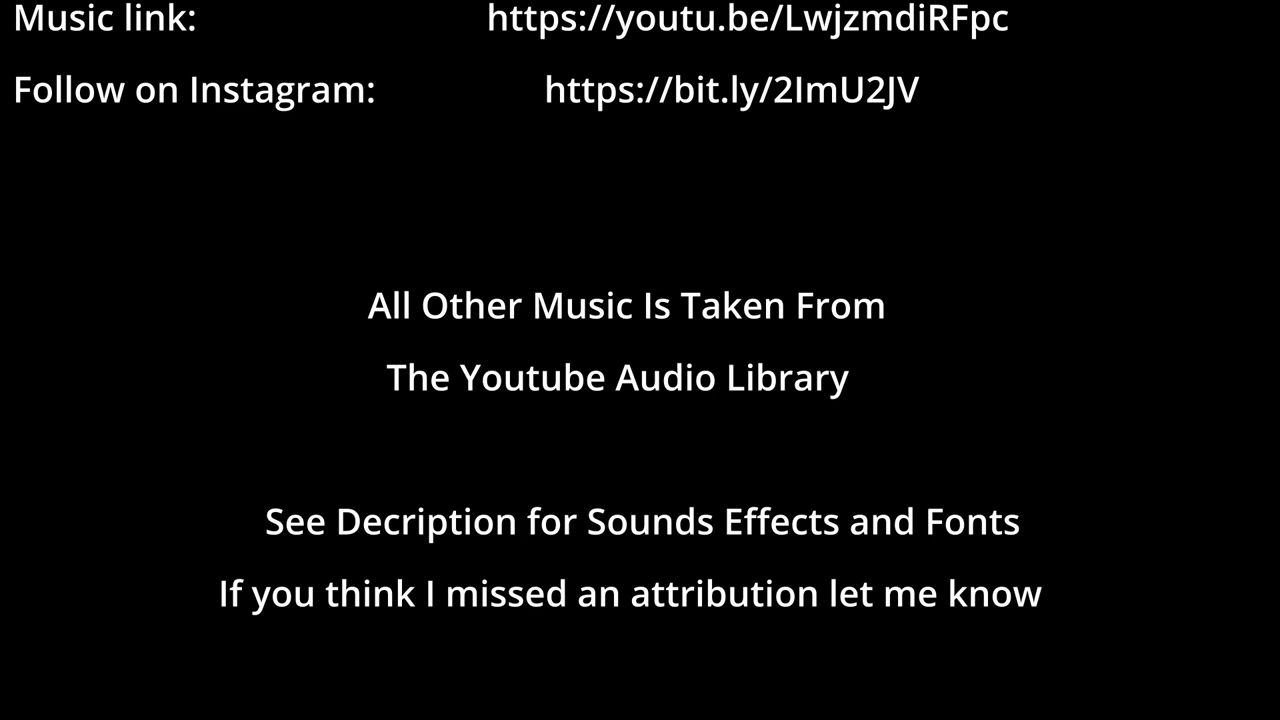 Music link: https://youtu.be/LwjzmdiRFpc
Follow on Instagram: https://bit.ly/2ImU2JV
All Other Music Is Taken From
The Youtube Audio Library
See Decription for Sounds Effects and Fonts
If you think I missed an attribution let me know